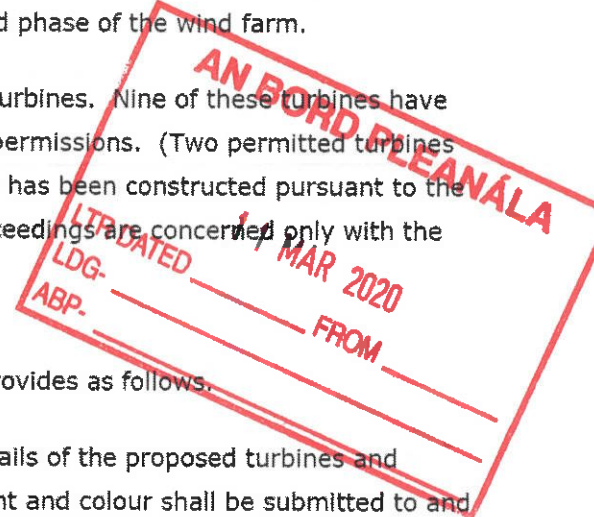 d phase of the wind farm.
urbines. Nine of these turbines have
permissions. (Two permitted turbines
has been constructed pursuant to the
ceedings are concerned only with the
rovides as follows.
ails of the proposed turbines and
nt and colour shall be submitted to and
AN BORD PLEANÁLA
MAR 2020
LTR DATED FROM
LDG-
ABP-